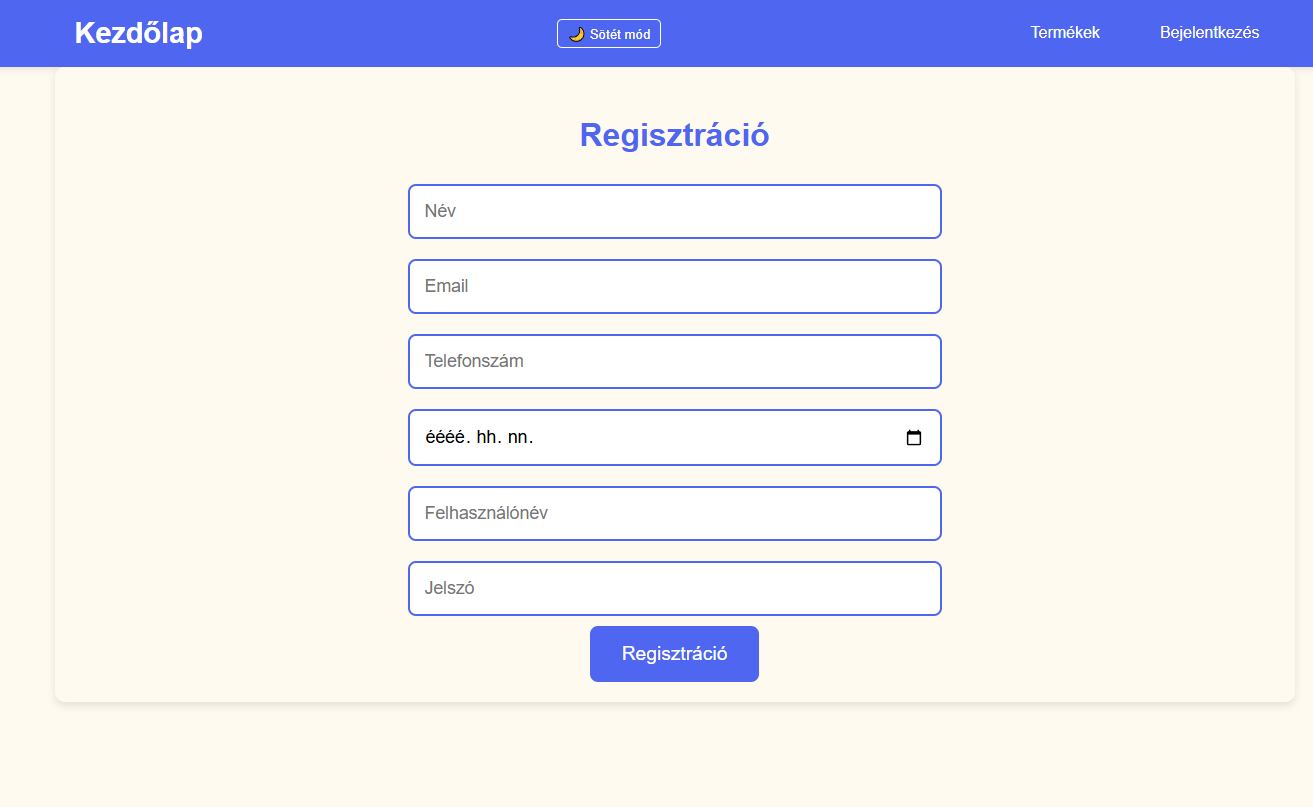 Kezdőlap
🌙 Sötét mód
Termékek
Bejelentkezés
Regisztráció
Név
Email
Telefonszám
éééé. hh. nn.
Felhasználónév
Jelszó
Regisztráció